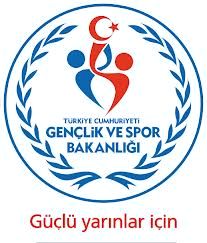 TÜRKİYE CUMHURİYETİ
GENÇLİK VE SPOR
BAKANLIĞI
Güçlü yarınlar için